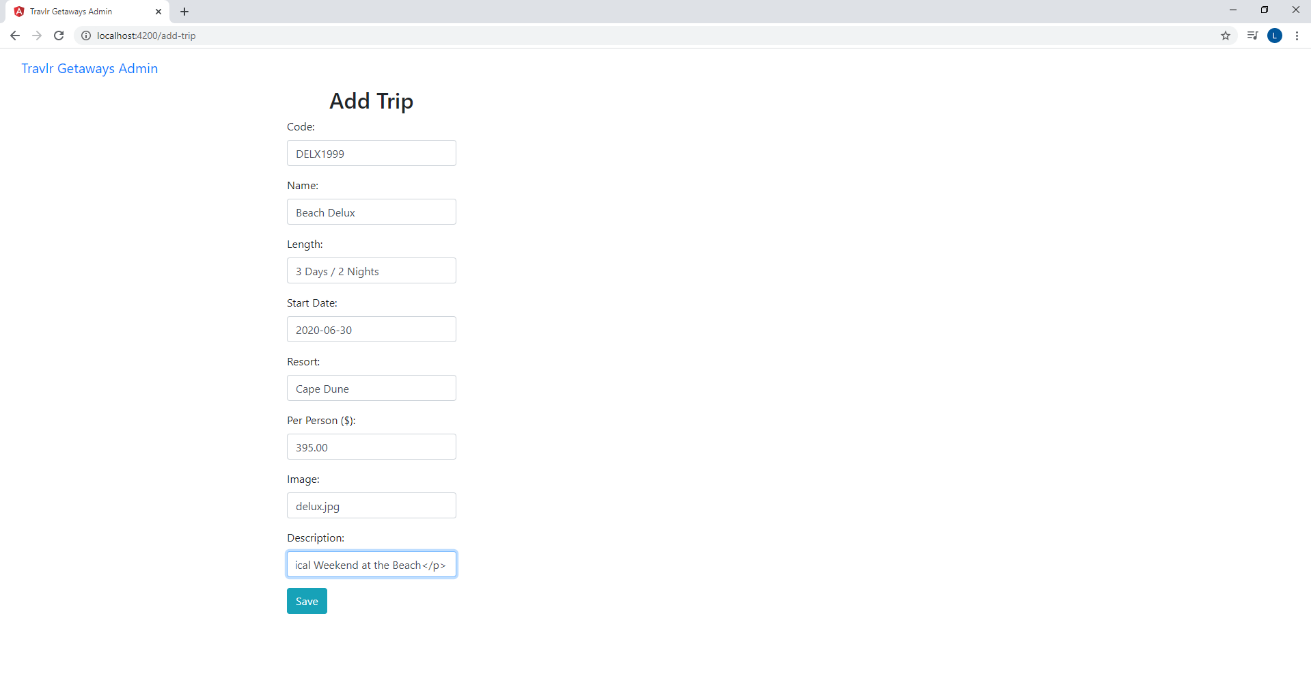 Travlr Getaways Admin
localhost:4200/add-trip
L
Travlr Getaways Admin
Add Trip
Code:
DELX1999
Name:
Beach Delux
Length:
3 Days / 2 Nights
Start Date:
2020-06-30
Resort:
Cape Dune
Per Person ($):
395.00
Image:
delux.jpg
Description:
ical Weekend at the Beach</p>
Save